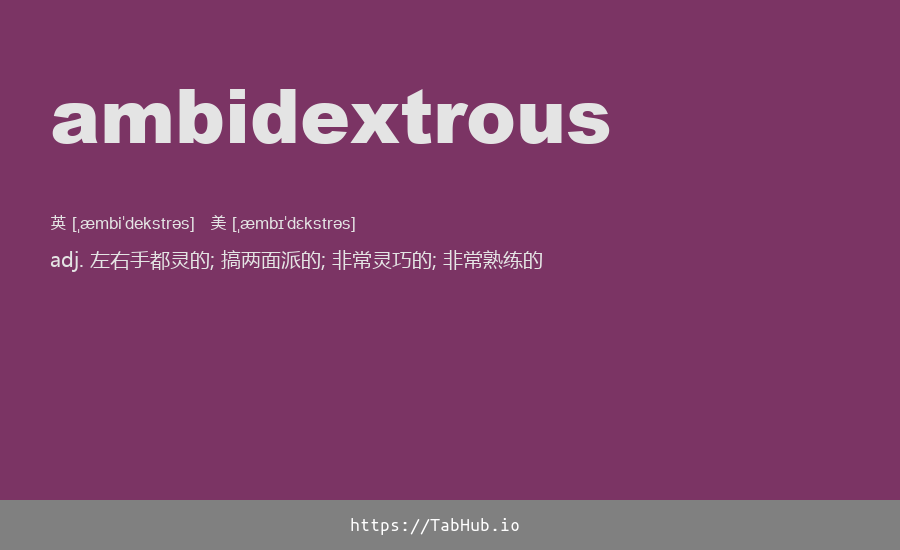 ambidextrous
英 [ˌæmbiˈdekstrəs] 美 [ˌæmbɪˈdɛkstrəs]
adj. 左右手都灵的; 搞两面派的; 非常灵巧的; 非常熟练的
https://TabHub.io